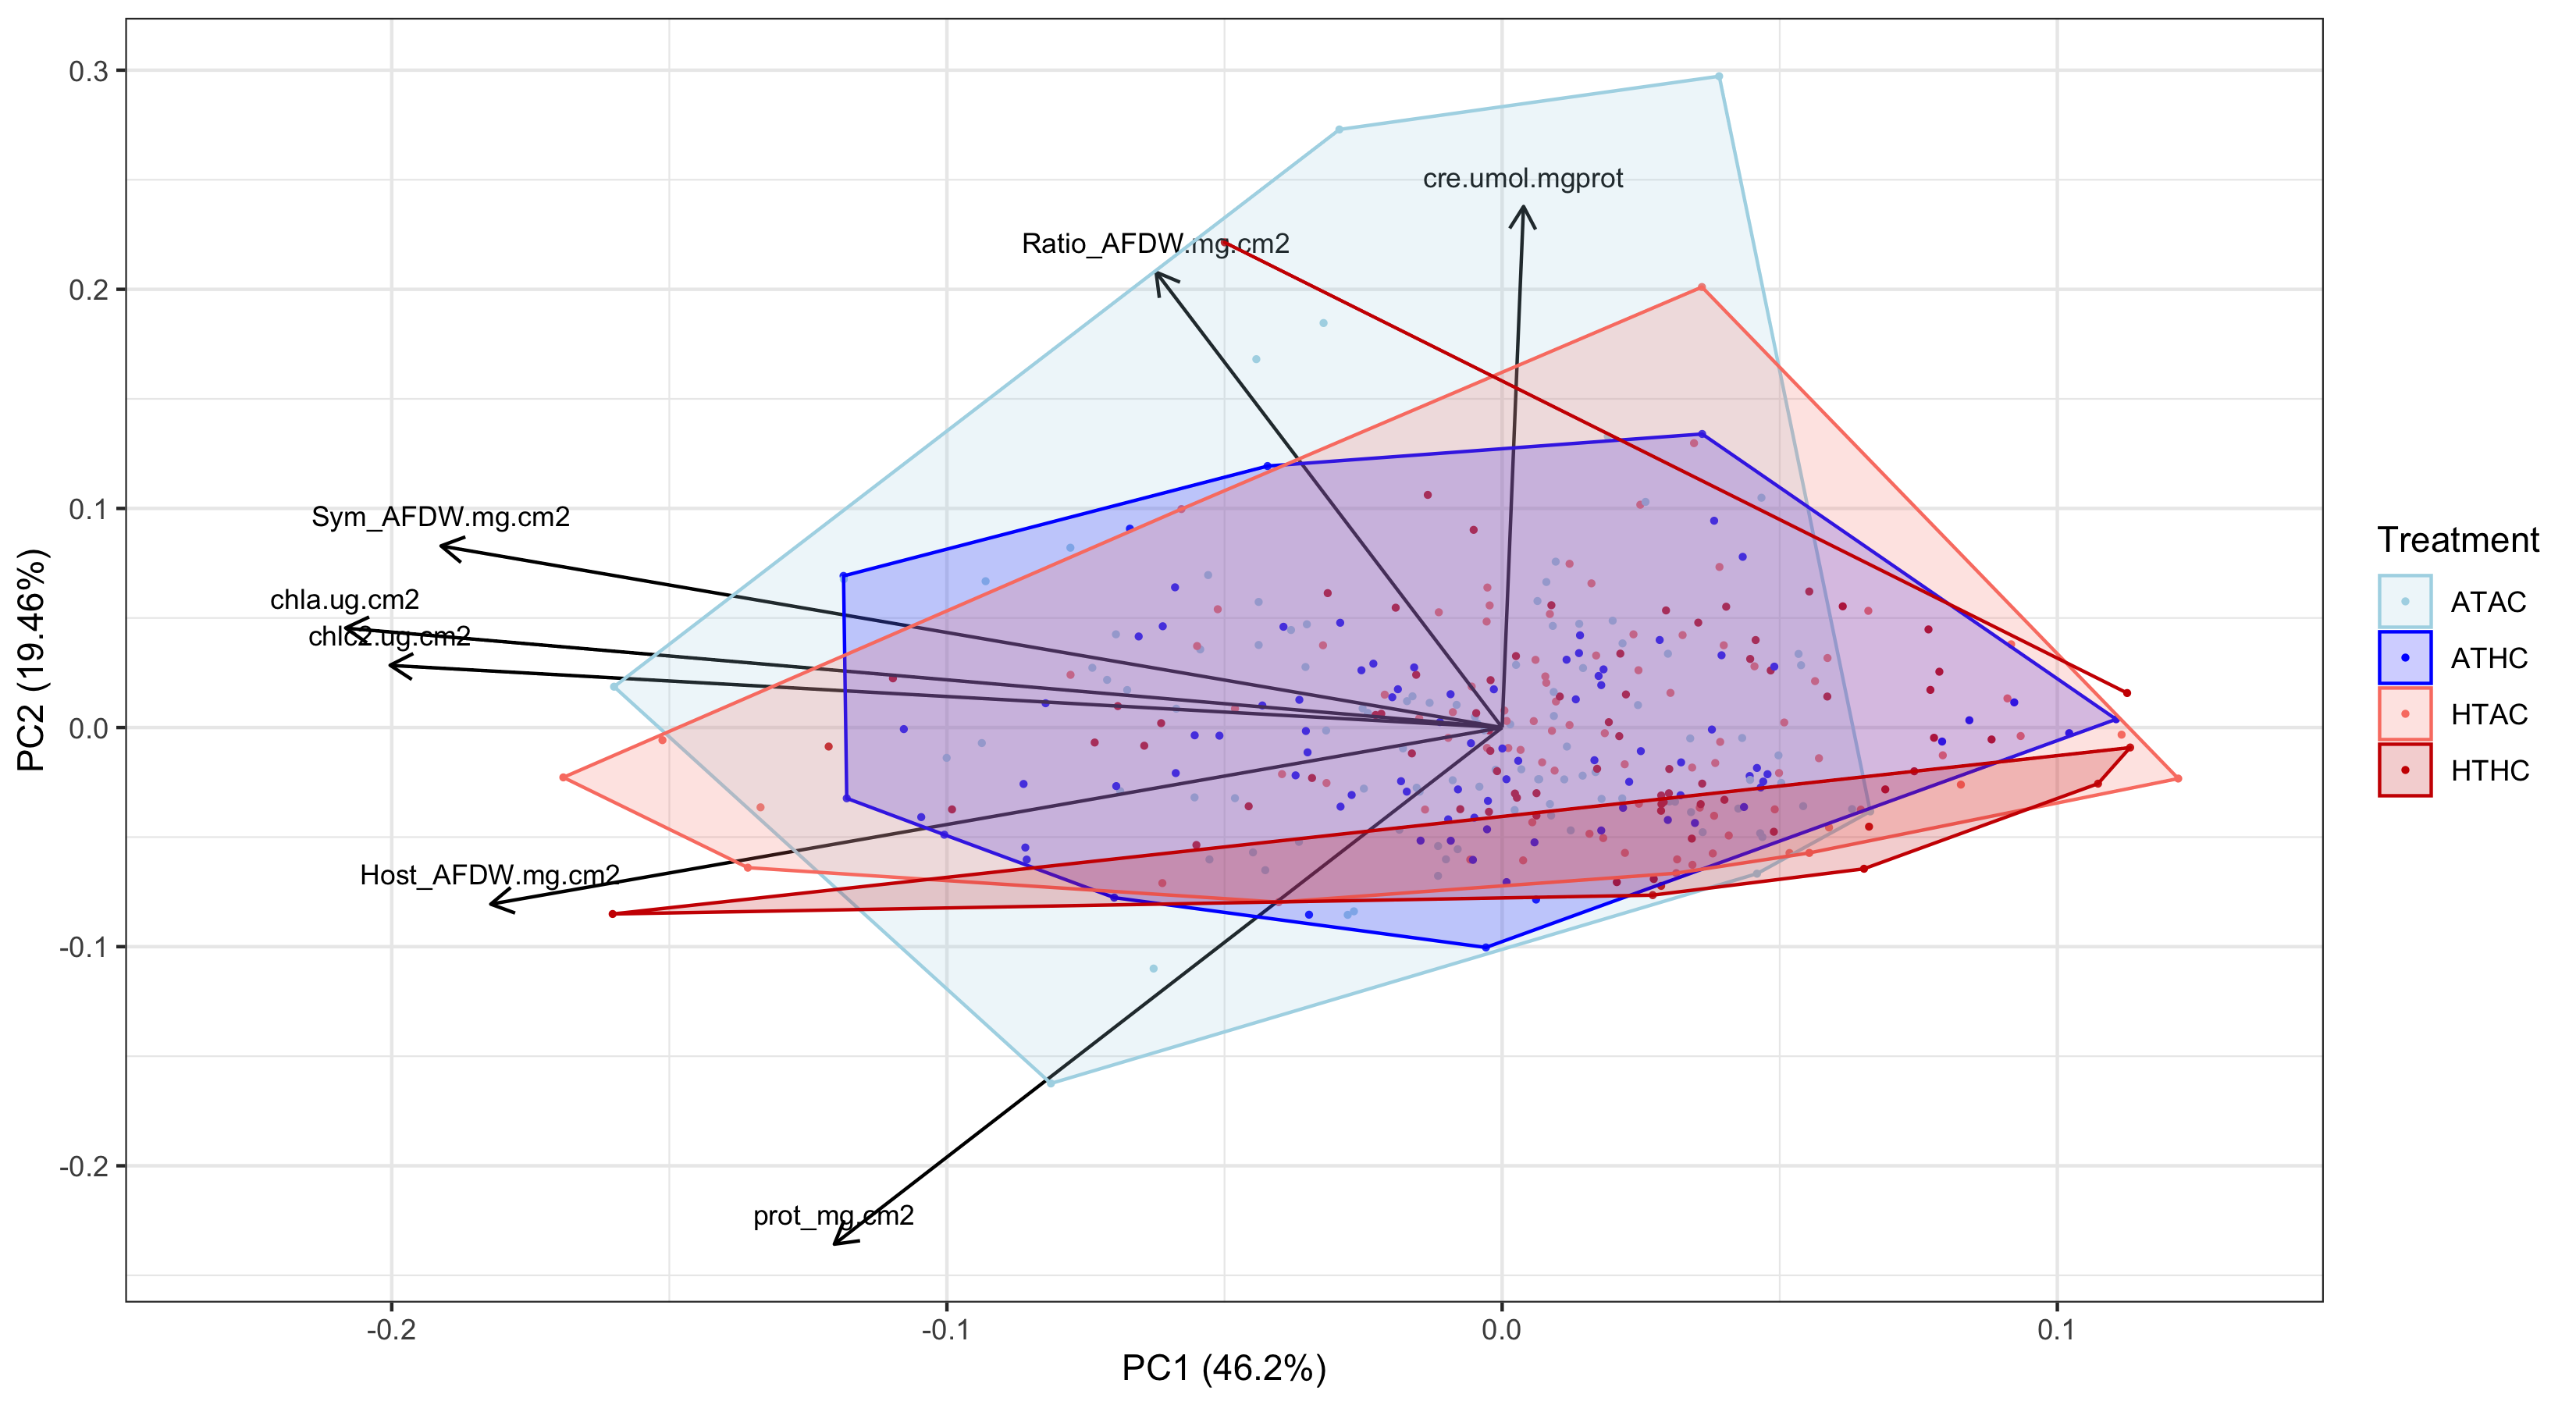 0.3
0.2
0.1
0.0
-0.1
-0.2
PC2 (19.46%)
cre.umol.mgprot
Ratio_AFDW.mg.cm2
Sym_AFDW.mg.cm2
chla.ug.cm2
chlc2.ug.cm2
Host_AFDW.mg.cm2
prot_mg.cm2
-0.2
-0.1
0.0
0.1
PC1 (46.2%)
Treatment
ATAC
ATHC
HTAC
HTHC